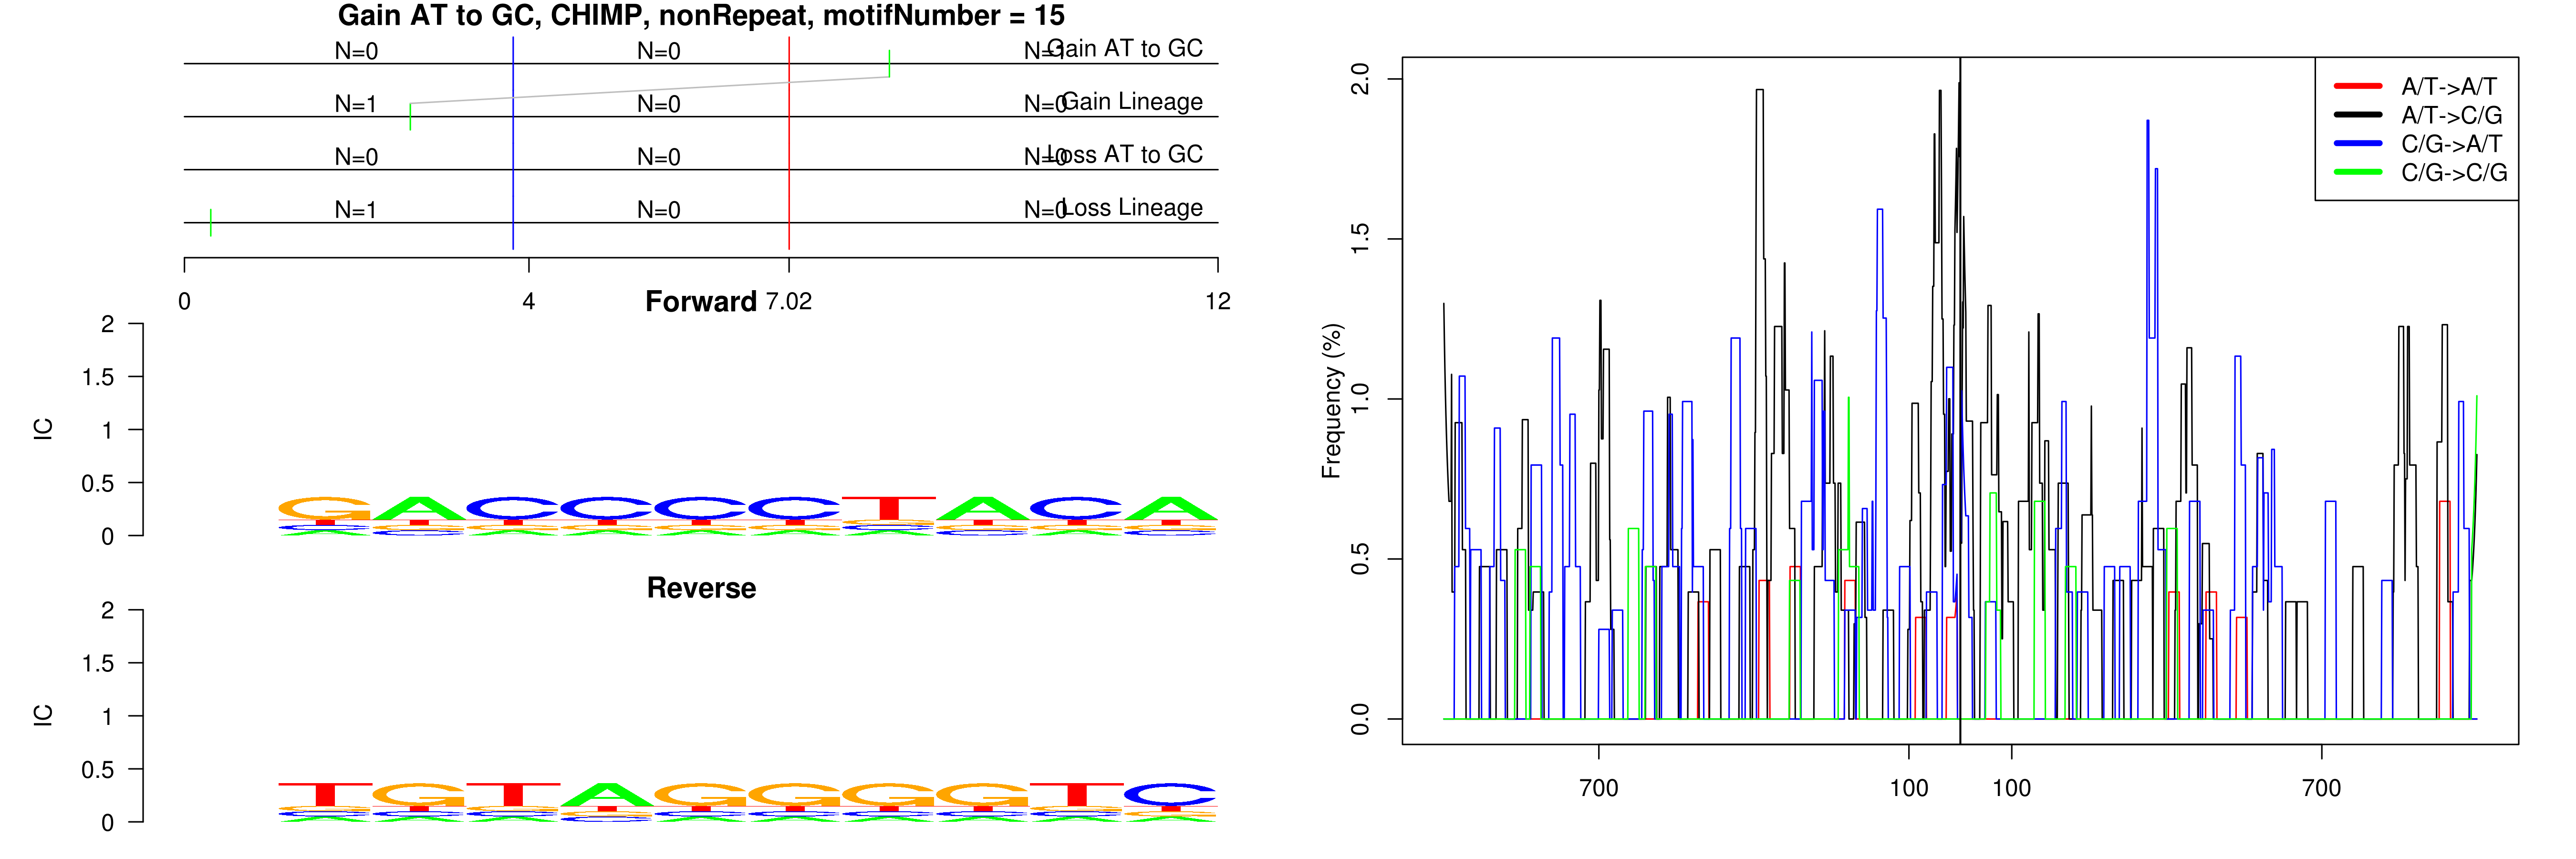 Gain AT to GC, CHIMP, nonRepeat, motifNumber = 15
N=0 N=0 N=1 Gain AT to GC
N=1 N=0 N=0 Gain Lineage
N=0 N=0 N=0 Loss AT to GC
N=1 N=0 N=0 Loss Lineage
0 4 7.02 12
Forward
2
1.5
1
0.5
0
IC
GACCCCTACA
Reverse
2
1.5
1
0.5
0
IC
TGTAGGGGTC
Frequency (%)
2.0
1.5
1.0
0.5
0.0
700 100 100 700
A/T->A/T
A/T->C/G
C/G->A/T
C/G->C/G